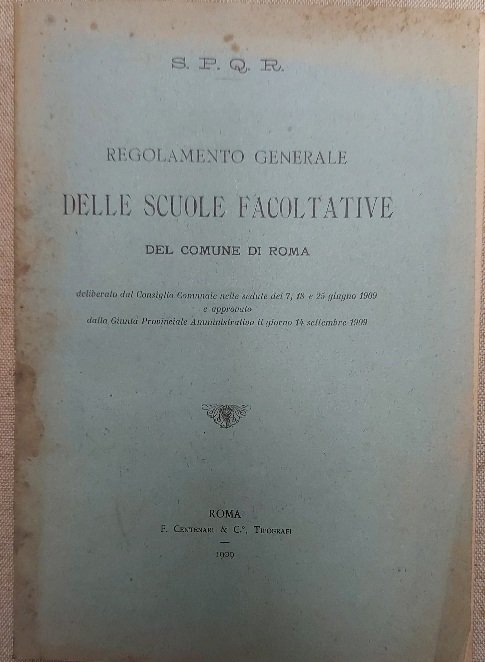 S. P. Q. R.
REGOLAMENTO GENERALE
DELLE SCUOLE FACOLTATIVE
DEL COMUNE DI ROMA
deliberato dal Consiglio Comunale nelle sedute dei 7, 18 e 25 giugno 1909
e approvato
dalla Giunta Provinciale Amministrativa il giorno 14 settembre 1909
ROMA
F. CENTENARI & C.º, TIPOGRAFI
1909